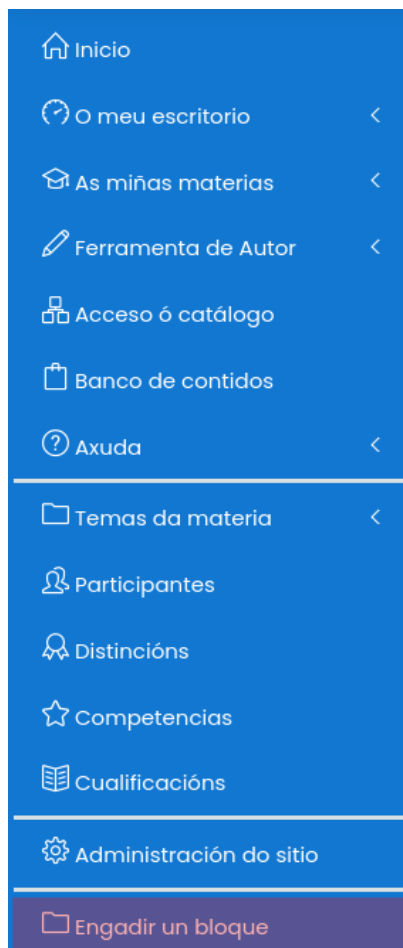 Inicio
O meu escritorio
As miñas materias
Ferramenta de Autor
Acceso ó catálogo
Banco de contidos
Axuda
Temas da materia
Participantes
Distincións
Competencias
Cualificacións
Administración do sitio
Engadir un bloque